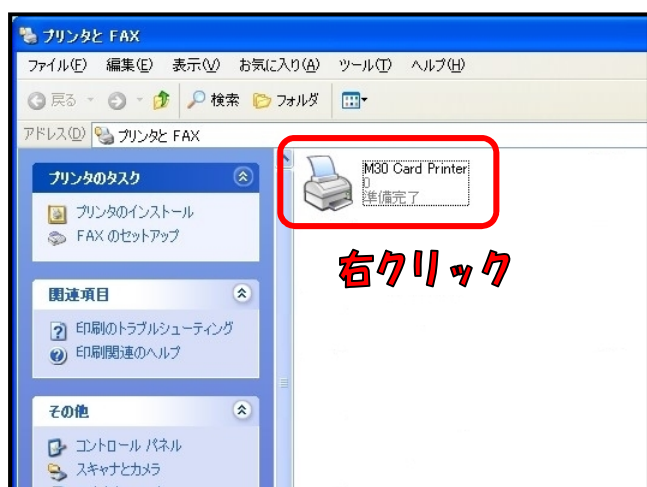 プリンタと FAX
ファイル(F) 編集(E) 表示(V) お気に入り(A) ツール(T) ヘルプ(H)
戻る 検索 フォルダ
アドレス(D) プリンタと FAX
プリンタのタスク
プリンタのインストール
FAX のセットアップ
関連項目
印刷のトラブルシューティング
印刷関連のヘルプ
その他
コントロール パネル
スキャナとカメラ
M30 Card Printer
0
準備完了
右クリック